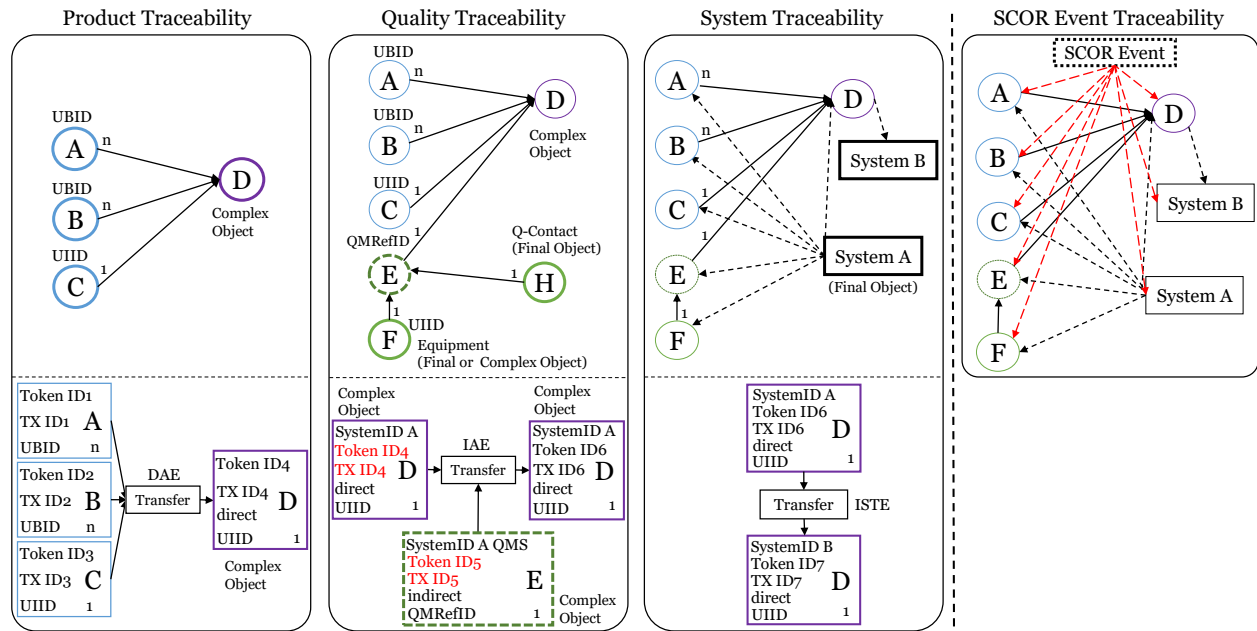 Product Traceability
UBID
A
n
UBID
B
n
UIID
C
1
D
Complex
Object
Token ID1
TX ID1
A
UBID
n
Token ID2
TX ID2
B
UBID
n
Token ID3
TX ID3
C
UIID
1
DAE
Transfer
Token ID4
TX ID4
D
direct
UIID
1
Complex
Object
Quality Traceability
UBID
A
n
UBID
B
n
UIID
C
1
QMRefID
E
1
D
Complex
Object
Q-Contact
(Final Object)
H
1
1
F
UIID
Equipment
(Final or Complex Object)
Complex
Object
SystemID A
Token ID4
TX ID4
D
direct
UIID
1
IAE
Transfer
Complex
Object
SystemID A
Token ID6
TX ID6
D
direct
UIID
1
SystemID A QMS
Token ID5
TX ID5
E
indirect
QMRefID
1
Complex
Object
System Traceability
A
n
B
n
C
1
E
1
F
1
D
System B
System A
(Final Object)
SystemID A
Token ID6
TX ID6
D
direct
UIID
1
Transfer
ISTE
SystemID B
Token ID7
TX ID7
D
direct
UIID
1
SCOR Event Traceability
SCOR Event
A
B
C
E
F
D
System B
System A